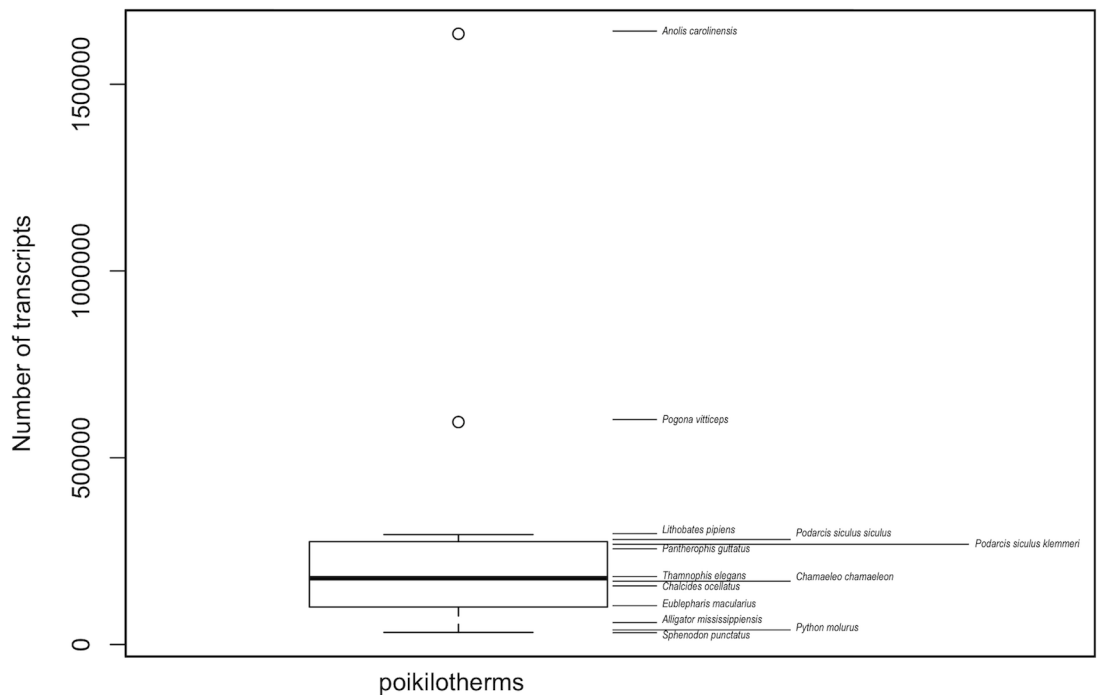 Number of transcripts
1500000
1000000
500000
0
Anolis carolinensis
Pogona vitticeps
Lithobates pipiens
Podarcis siculus siculus
Podarcis siculus klemmeri
Pantherophis guttatus
Thamnophis elegans
Chamaeleo chamaeleon
Chalcides ocellatus
Eublepharis macularius
Alligator mississippiensis
Python molurus
Sphenodon punctatus
poikilotherms